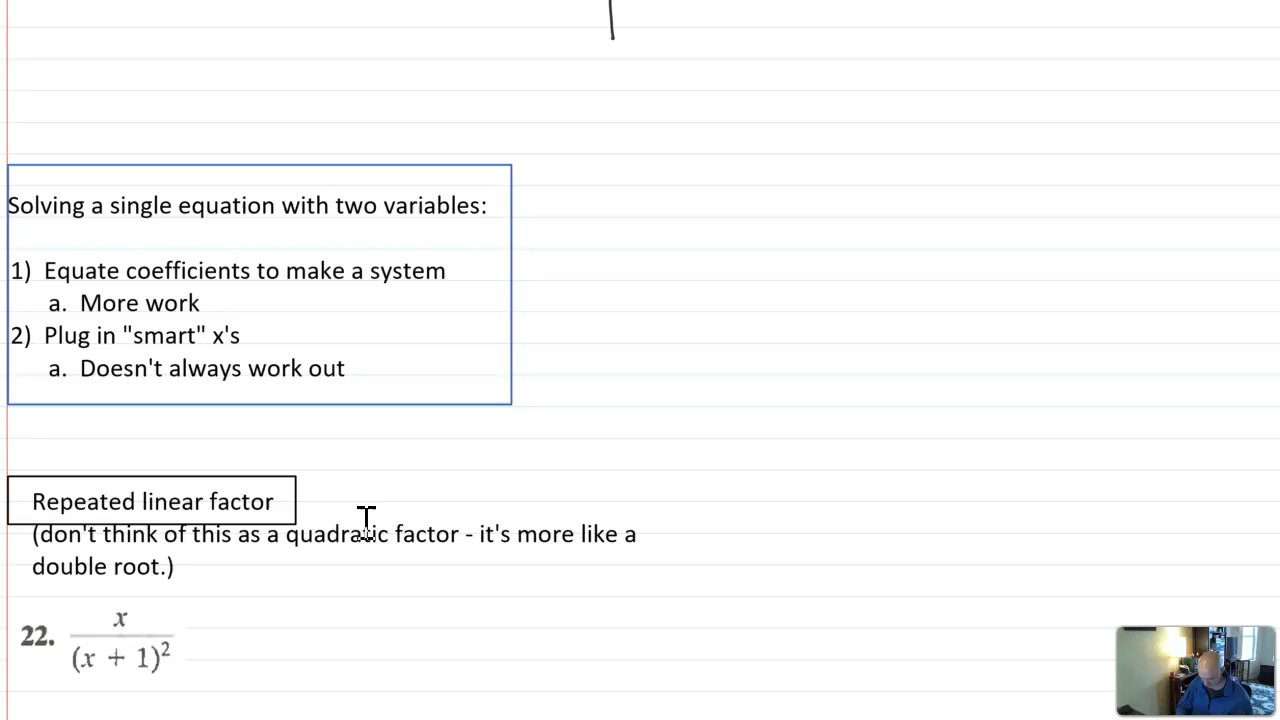 Solving a single equation with two variables:
1) Equate coefficients to make a system
a. More work
2) Plug in "smart" x's
a. Doesn't always work out
Repeated linear factor
(don't think of this as a quadratic factor - it's more like a
double root.)
22. x
(x + 1)²